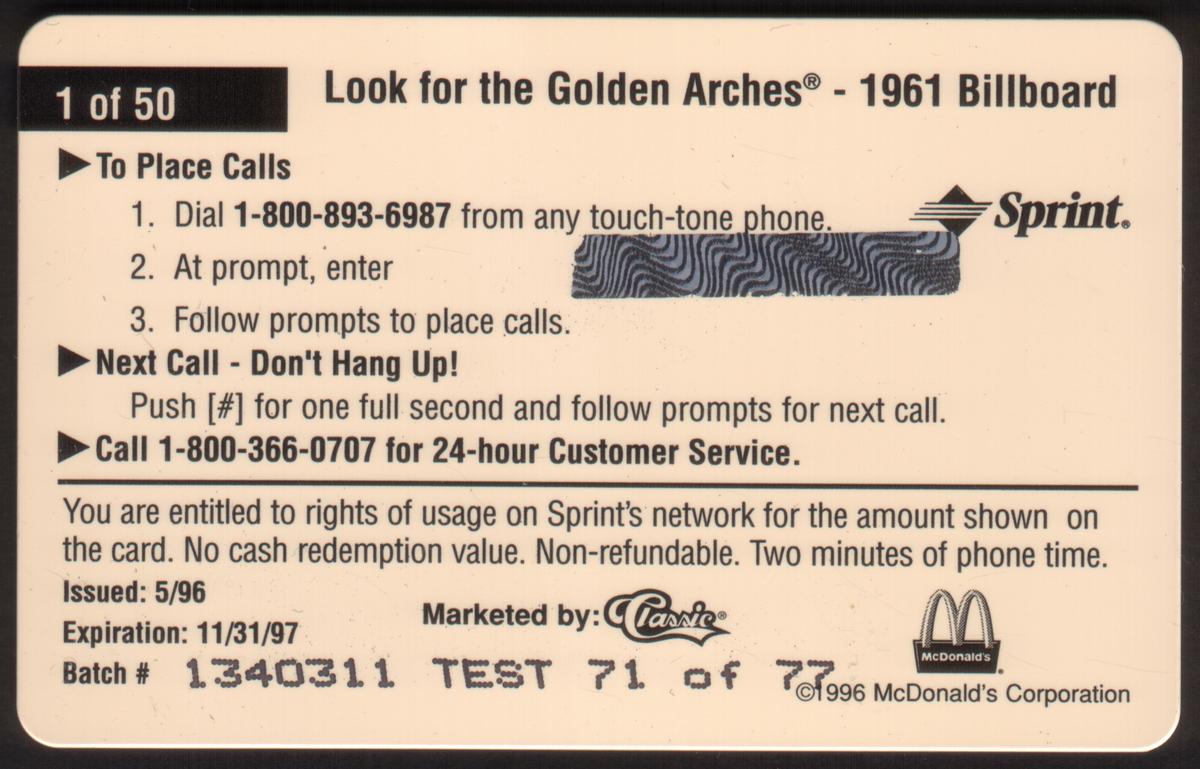 1 of 50
Look for the Golden Arches® - 1961 Billboard
▶To Place Calls
1. Dial 1-800-893-6987 from any touch-tone phone.
Sprint®
2. At prompt, enter
3. Follow prompts to place calls.
▶Next Call - Don't Hang Up!
Push [#] for one full second and follow prompts for next call.
▶Call 1-800-366-0707 for 24-hour Customer Service.
You are entitled to rights of usage on Sprint's network for the amount shown on
the card. No cash redemption value. Non-refundable. Two minutes of phone time.
Issued: 5/96
Expiration: 11/31/97
Marketed by: Classic®
McDonald's®
Batch # 1340311 TEST 71 of 77
©1996 McDonald's Corporation